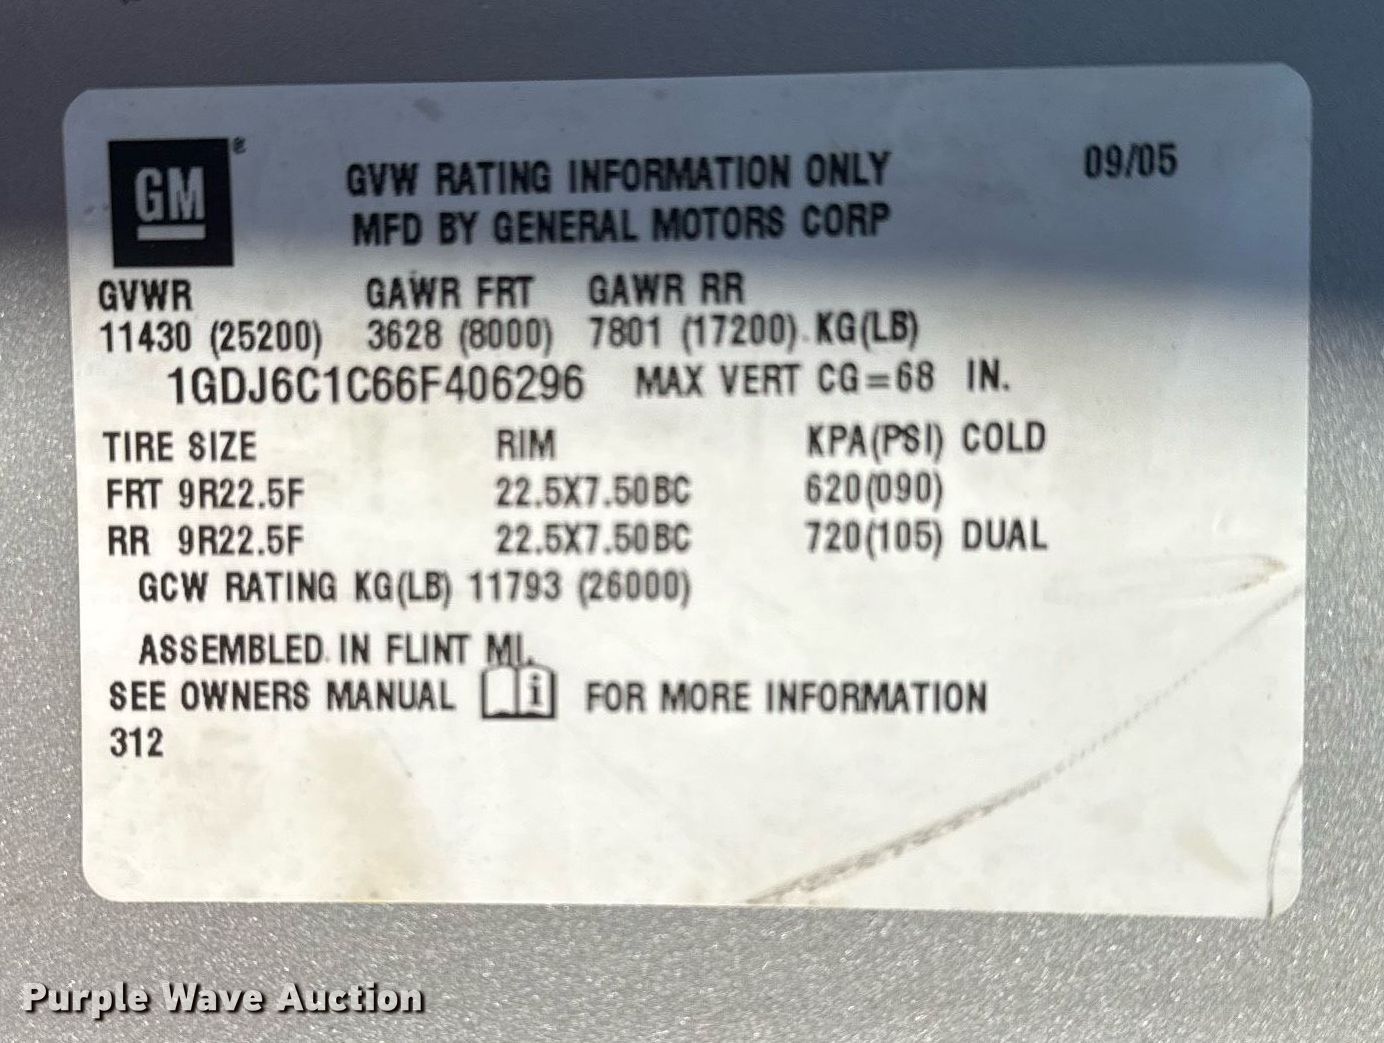 GM®
GVW RATING INFORMATION ONLY 09/05
MFD BY GENERAL MOTORS CORP
GVWR GAWR FRT GAWR RR
11430 (25200) 3628 (8000) 7801 (17200) KG(LB)
1GDJ6C1C66F406296 MAX VERT CG=68 IN.
TIRE SIZE RIM KPA(PSI) COLD
FRT 9R22.5F 22.5X7.50BC 620(090)
RR 9R22.5F 22.5X7.50BC 720(105) DUAL
GCW RATING KG(LB) 11793 (26000)
ASSEMBLED IN FLINT MI.
SEE OWNERS MANUAL i FOR MORE INFORMATION
312
Purple Wave Auction